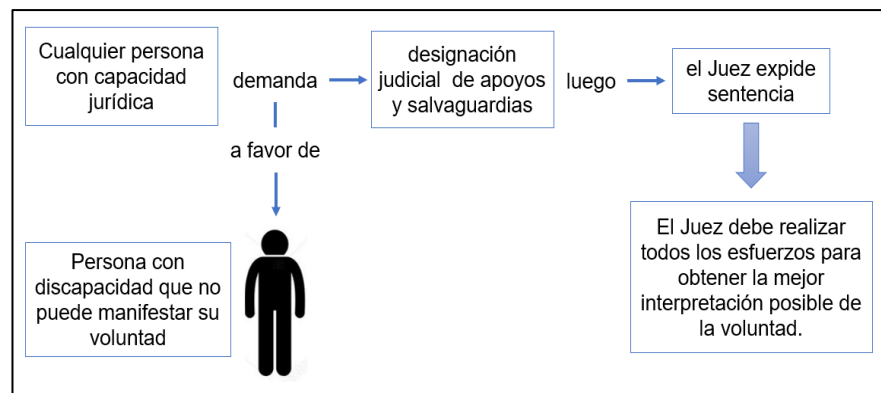 Cualquier persona
con capacidad
jurídica
demanda
designación
judicial de apoyos
y salvaguardias
luego
el Juez expide
sentencia
a favor de
Persona con
discapacidad que no
puede manifestar su
voluntad
El Juez debe realizar
todos los esfuerzos para
obtener la mejor
interpretación posible de
la voluntad.